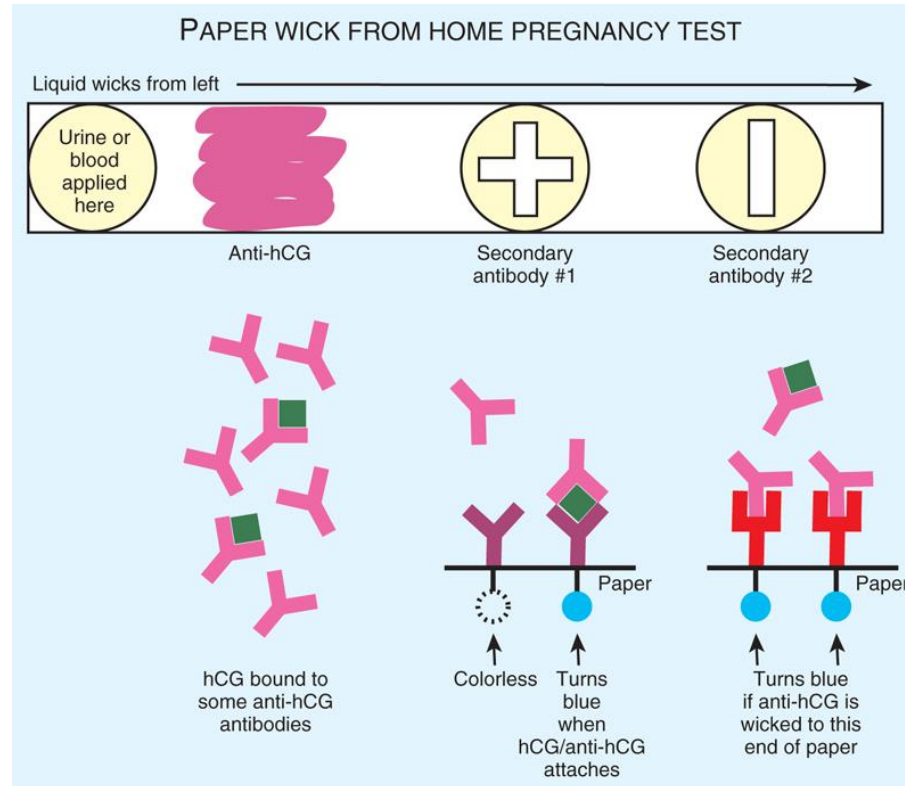 PAPER WICK FROM HOME PREGNANCY TEST
Liquid wicks from left
Urine or
blood
applied
here
Anti-hCG
Secondary
antibody #1
Secondary
antibody #2
Paper
Paper
hCG bound to
some anti-hCG
antibodies
Colorless
Turns
blue
when
hCG/anti-hCG
attaches
Turns blue
if anti-hCG is
wicked to this
end of paper